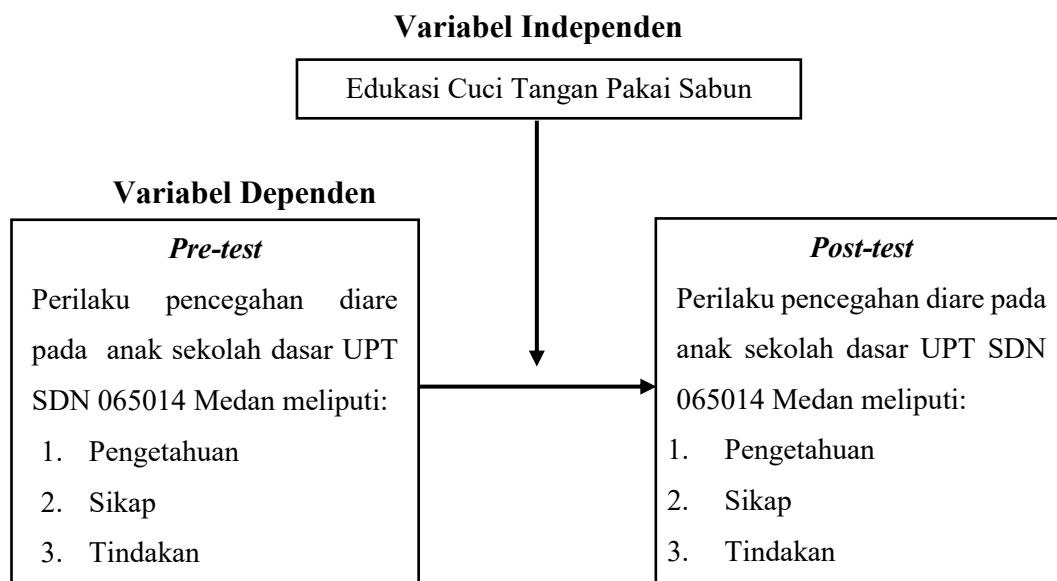 Variabel Independen
Edukasi Cuci Tangan Pakai Sabun
Variabel Dependen
Pre-test
Perilaku pencegahan diare
pada anak sekolah dasar UPT
SDN 065014 Medan meliputi:
1. Pengetahuan
2. Sikap
3. Tindakan
Post-test
Perilaku pencegahan diare pada
anak sekolah dasar UPT SDN
065014 Medan meliputi:
1. Pengetahuan
2. Sikap
3. Tindakan